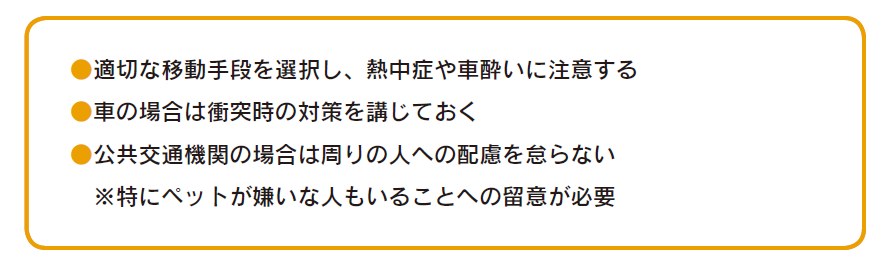 ●適切な移動手段を選択し、熱中症や車酔いに注意する
●車の場合は衝突時の対策を講じておく
●公共交通機関の場合は周りの人への配慮を怠らない
※特にペットが嫌いな人もいることへの留意が必要